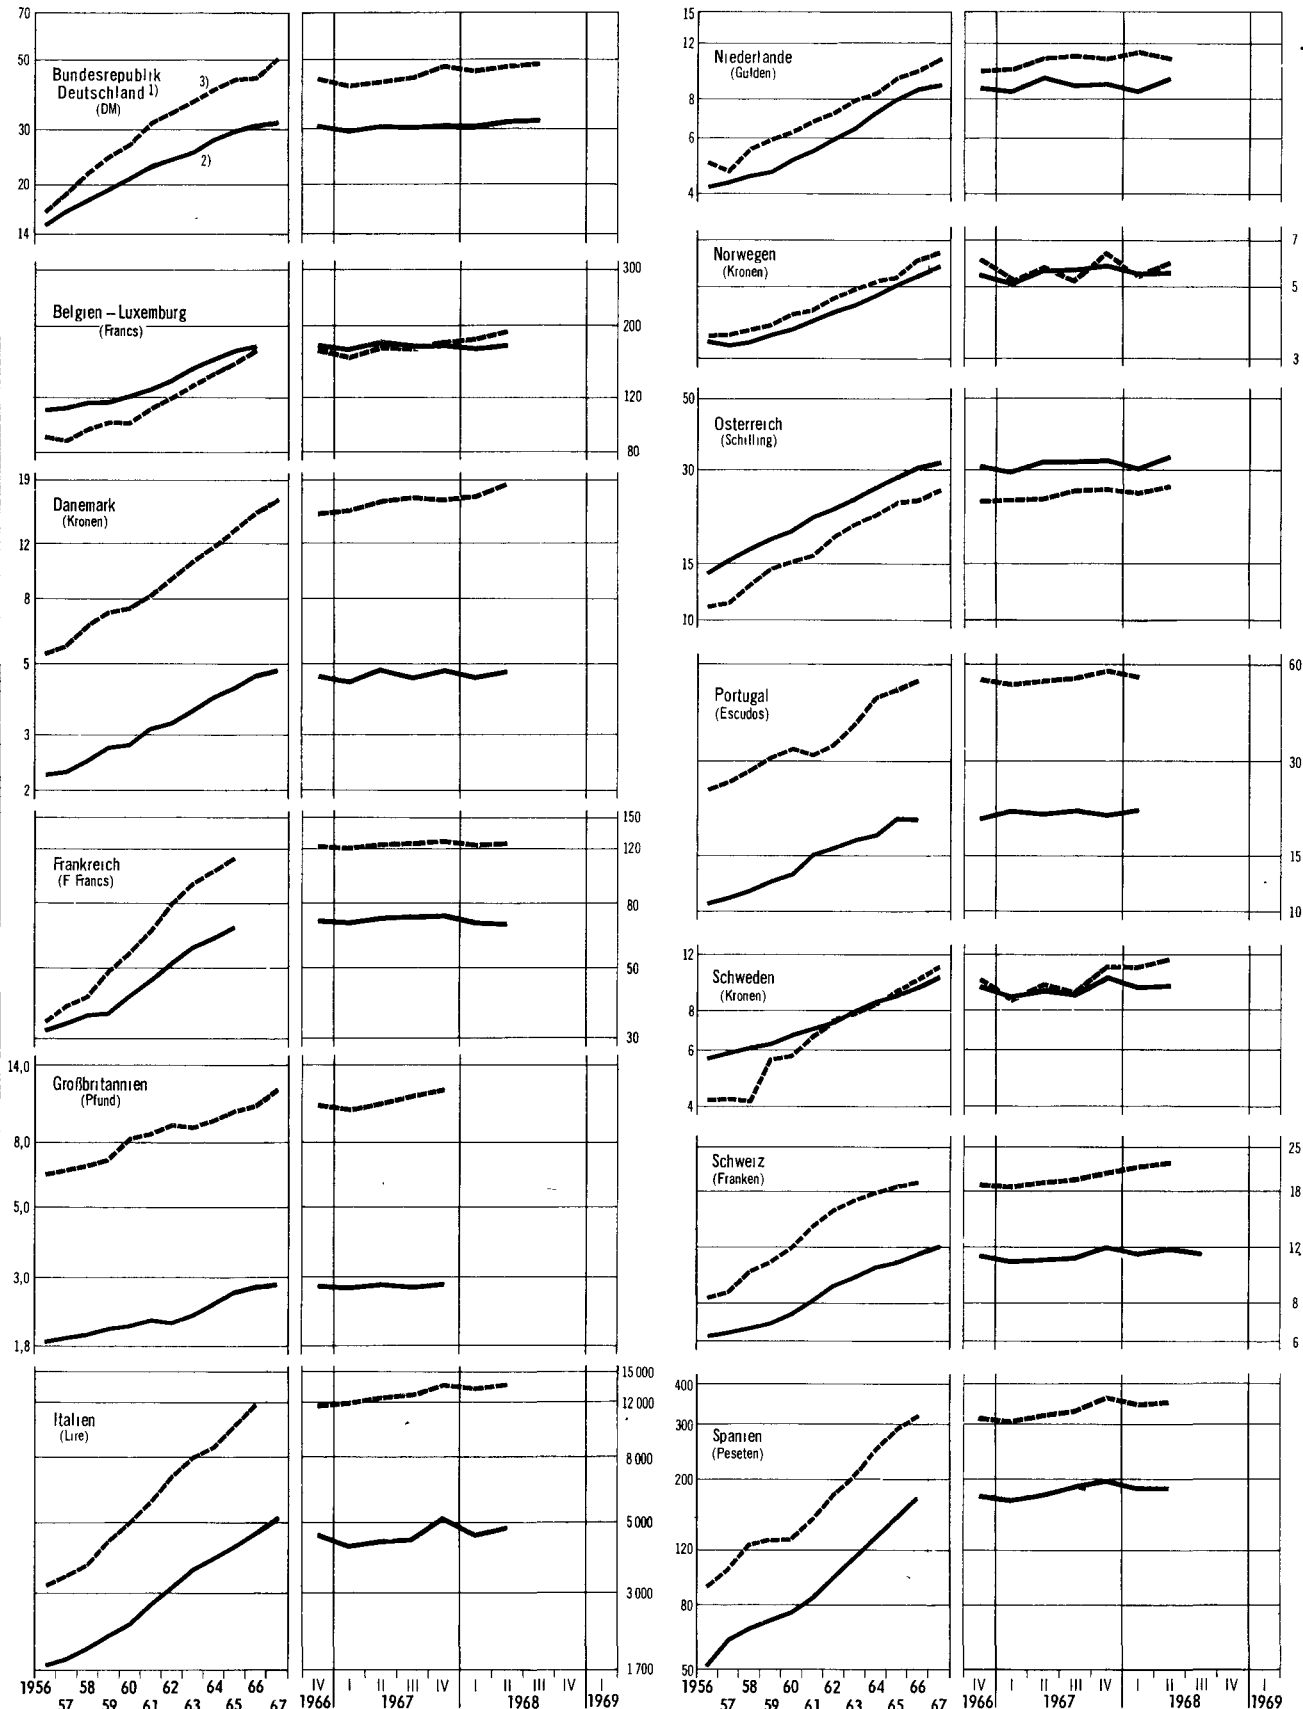 70
50
30
20
14
Bundesrepublik
Deutschland 1)
(DM)
3)
2)
300
200
120
80
Belgien – Luxemburg
(Francs)
19
12
8
5
3
2
Danemark
(Kronen)
150
120
80
50
30
Frankreich
(F Francs)
14,0
8,0
5,0
3,0
1,8
Großbritannien
(Pfund)
15 000
12 000
8 000
5 000
3 000
1 700
Italien
(Lire)
1956 58 60 62 64 66
57 59 61 63 65 67
IV I II III IV I II III IV I
1966 1967 1968 1969
15
12
8
6
4
Niederlande
(Gulden)
7
5
3
Norwegen
(Kronen)
50
30
15
10
Osterreich
(Schilling)
60
30
15
10
Portugal
(Escudos)
12
8
6
4
Schweden
(Kronen)
25
18
12
8
6
Schweiz
(Franken)
400
300
200
120
80
50
Spanien
(Peseten)
1956 58 60 62 64 66
57 59 61 63 65 67
IV I II III IV I II III IV I
1966 1967 1968 1969